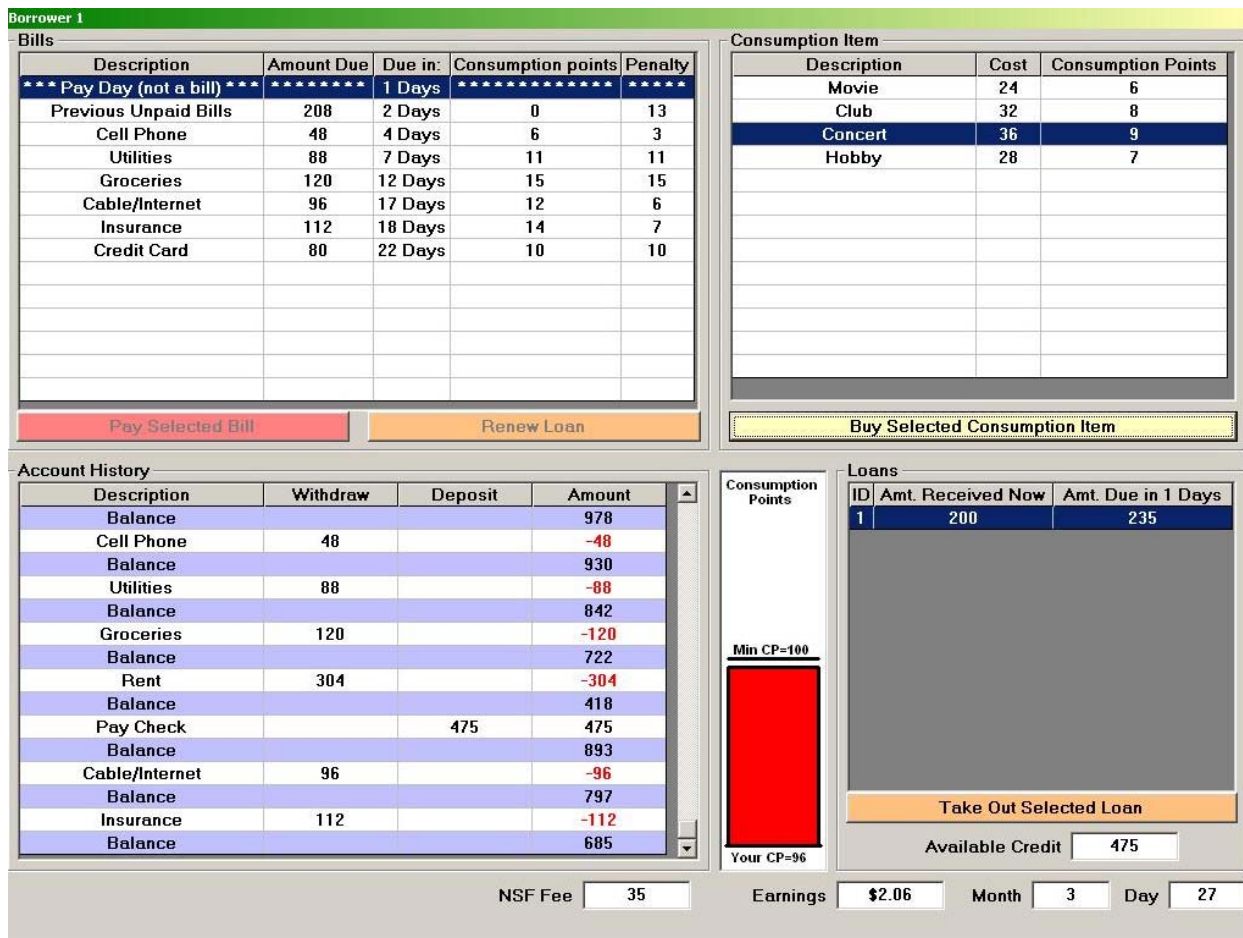 Borrower 1
Bills
Description Amount Due Due in: Consumption points Penalty
* * * Pay Day (not a bill) * * * * * * * * * * * 1 Days * * * * * * * * * * * * * * * * * *
Previous Unpaid Bills 208 2 Days 0 13
Cell Phone 48 4 Days 6 3
Utilities 88 7 Days 11 11
Groceries 120 12 Days 15 15
Cable/Internet 96 17 Days 12 6
Insurance 112 18 Days 14 7
Credit Card 80 22 Days 10 10
Pay Selected Bill
Renew Loan
Consumption Item
Description Cost Consumption Points
Movie 24 6
Club 32 8
Concert 36 9
Hobby 28 7
Buy Selected Consumption Item
Account History
Description Withdraw Deposit Amount
Balance 978
Cell Phone 48 -48
Balance 930
Utilities 88 -88
Balance 842
Groceries 120 -120
Balance 722
Rent 304 -304
Balance 418
Pay Check 475 475
Balance 893
Cable/Internet 96 -96
Balance 797
Insurance 112 -112
Balance 685
Consumption
Points
Min CP=100
Your CP=96
Loans
ID Amt. Received Now Amt. Due in 1 Days
1 200 235
Take Out Selected Loan
Available Credit 475
NSF Fee 35 Earnings $2.06 Month 3 Day 27